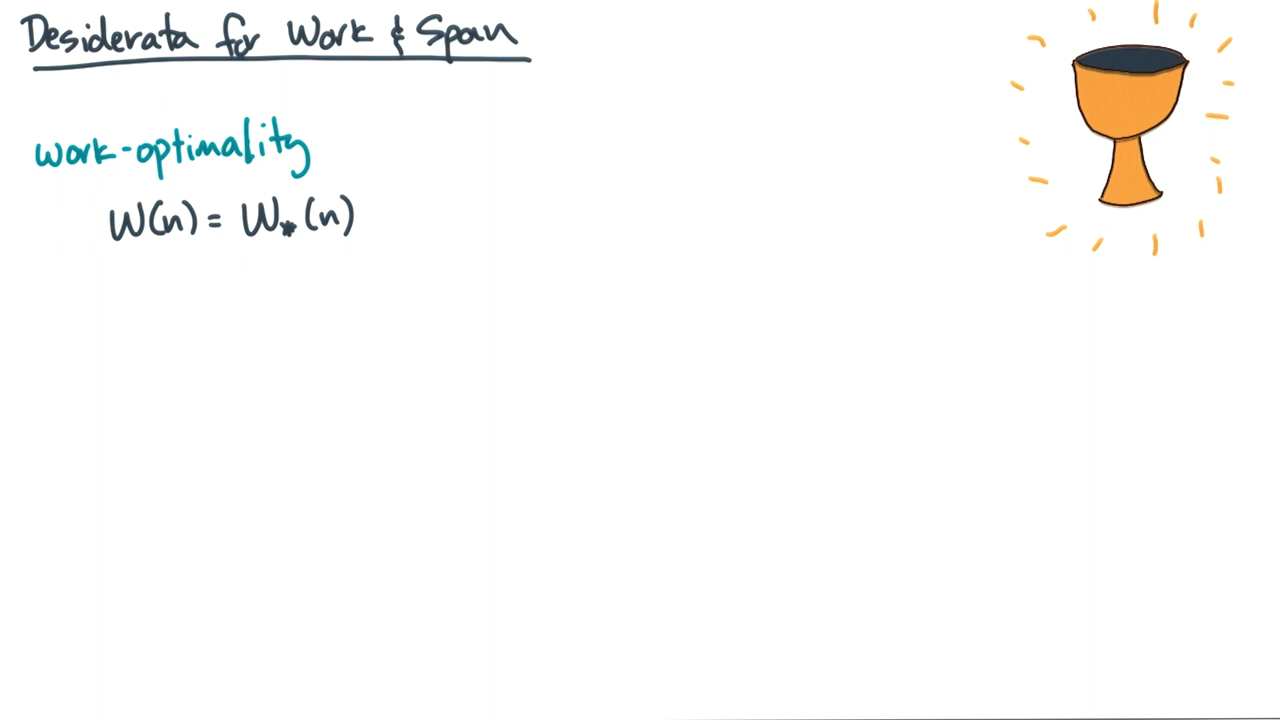 Desiderata for Work & Span
work-optimality
W(n) = W*(n)